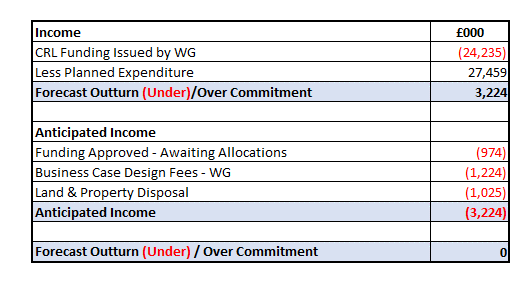 Income £000
CRL Funding Issued by WG (24,235)
Less Planned Expenditure 27,459
Forecast Outturn (Under)/Over Commitment 3,224
Anticipated Income
Funding Approved - Awaiting Allocations (974)
Business Case Design Fees - WG (1,224)
Land & Property Disposal (1,025)
Anticipated Income (3,224)
Forecast Outturn (Under) / Over Commitment 0